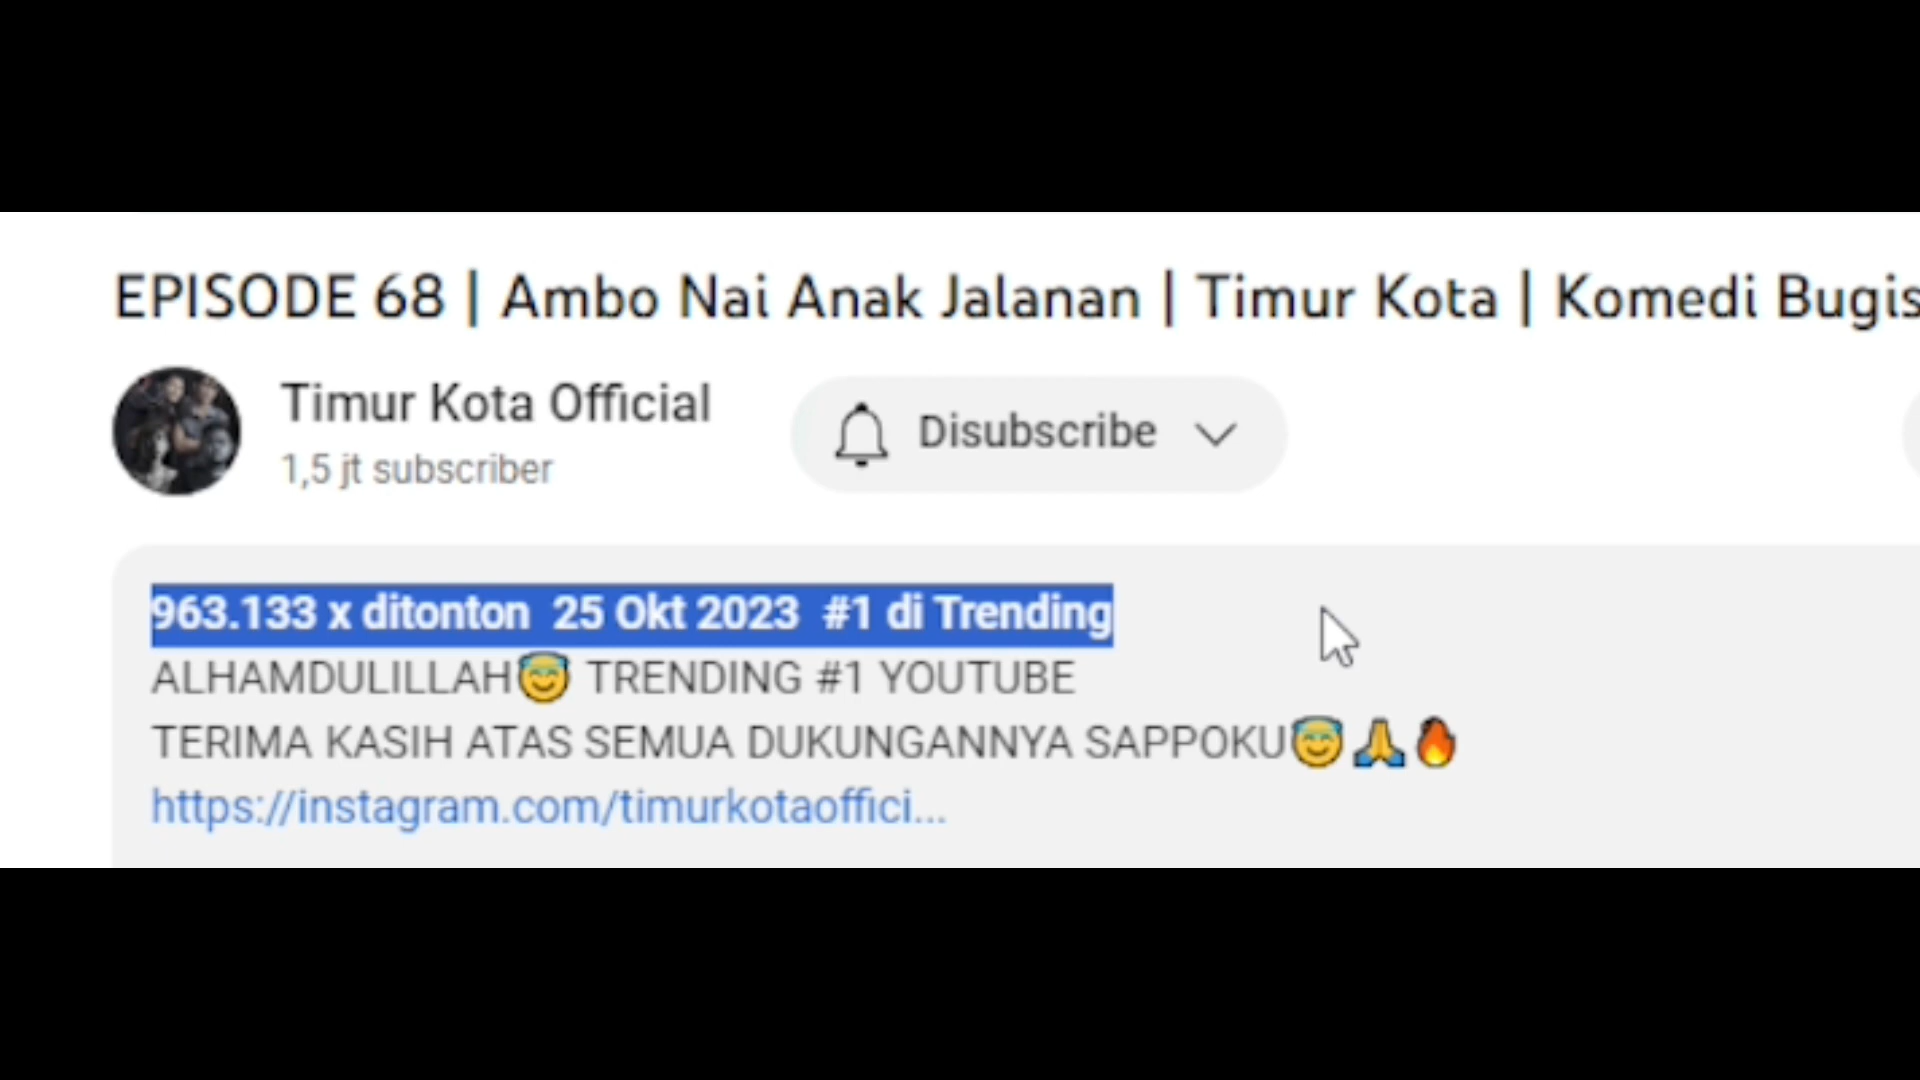 EPISODE 68 | Ambo Nai Anak Jalanan | Timur Kota | Komedi Bugis
Timur Kota Official
Disubscribe
1,5 jt subscriber
963.133 x ditonton  25 Okt 2023  #1 di Trending
ALHAMDULILLAH😇 TRENDING #1 YOUTUBE
TERIMA KASIH ATAS SEMUA DUKUNGANNYA SAPPOKU😇🙏🔥
https://instagram.com/timurkotaoffici...